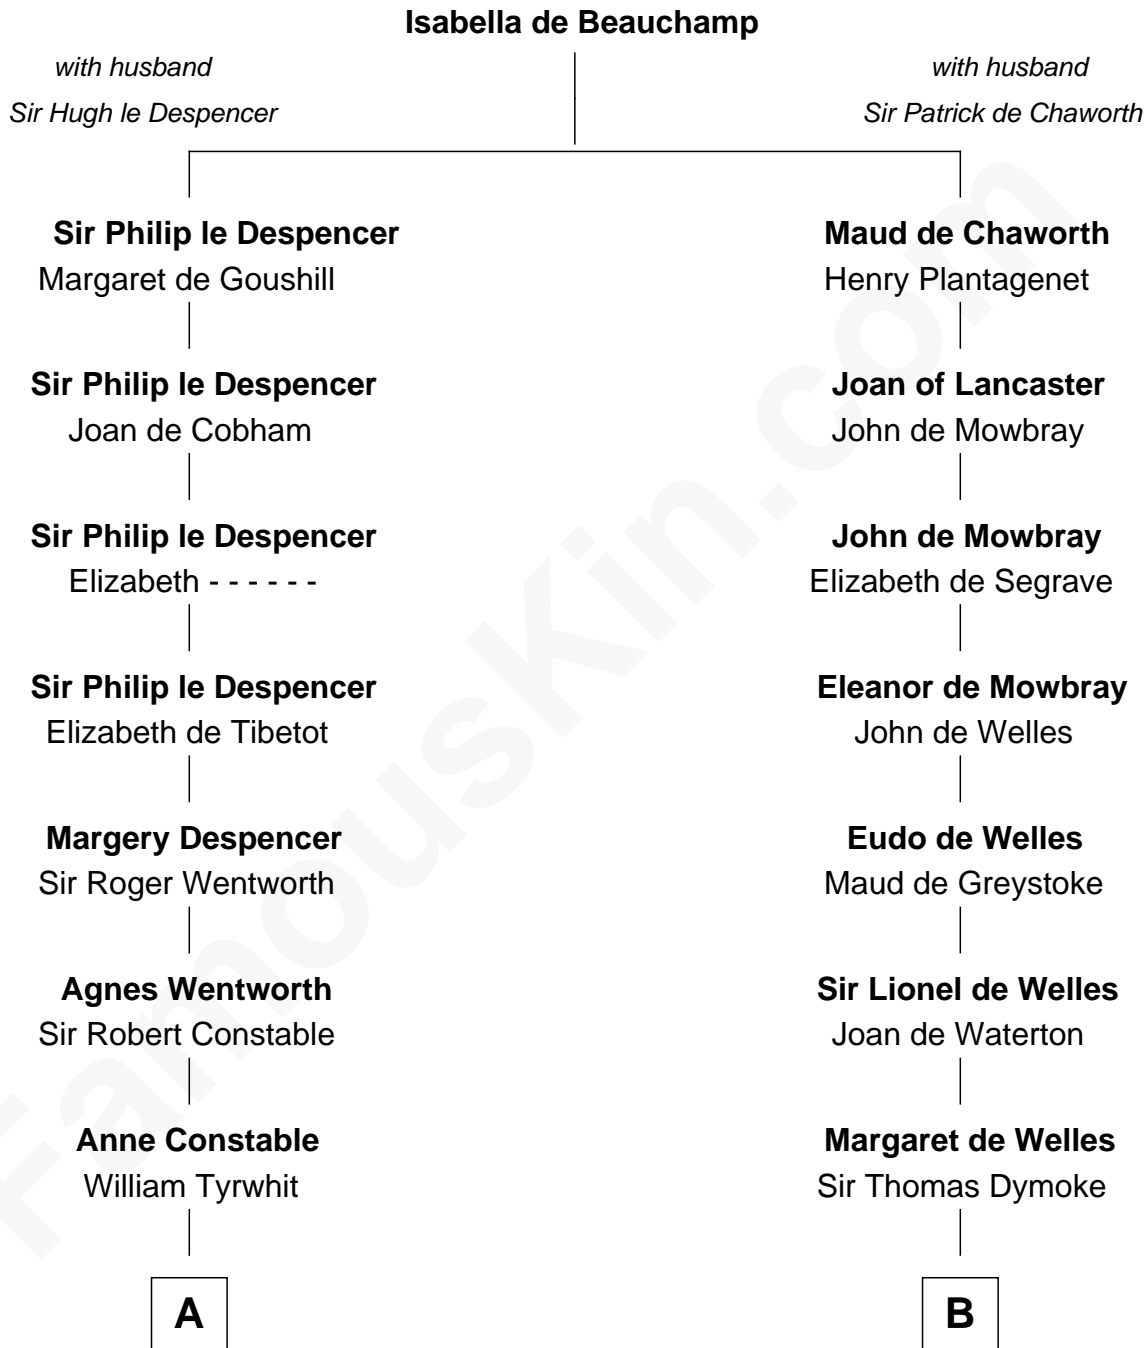 Isabella de Beauchamp
with husband
Sir Hugh le Despencer
with husband
Sir Patrick de Chaworth
Sir Philip le Despencer
Margaret de Goushill
Maud de Chaworth
Henry Plantagenet
Sir Philip le Despencer
Joan de Cobham
Joan of Lancaster
John de Mowbray
Sir Philip le Despencer
Elizabeth - - - - - -
John de Mowbray
Elizabeth de Segrave
Sir Philip le Despencer
Elizabeth de Tibetot
Eleanor de Mowbray
John de Welles
Margery Despencer
Sir Roger Wentworth
Eudo de Welles
Maud de Greystoke
Agnes Wentworth
Sir Robert Constable
Sir Lionel de Welles
Joan de Waterton
Anne Constable
William Tyrwhit
Margaret de Welles
Sir Thomas Dymoke
A
B
FamousKin.com